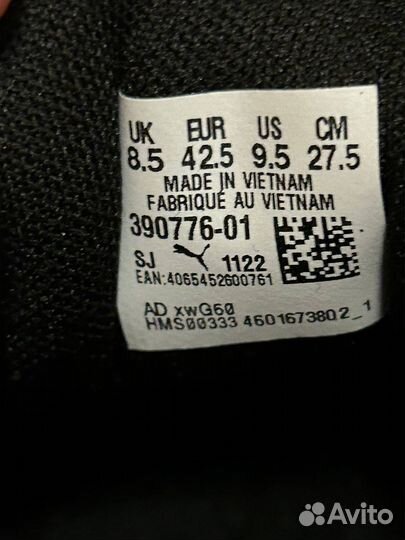 UK EUR US CM
8.5 42.5 9.5 27.5
MADE IN VIETNAM
FABRIQUÉ AU VIETNAM
390776-01
SJ 1122
EAN:4065452600761
AD xwG60
HMS00333 4601673802_1
Avito